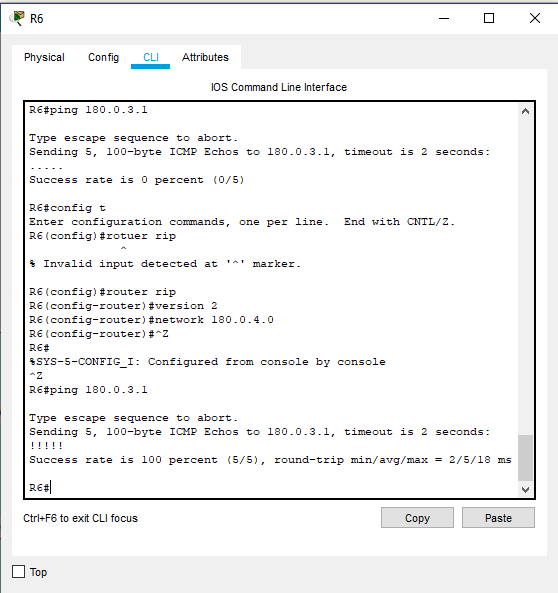 R6
Physical Config CLI Attributes
IOS Command Line Interface
R6#ping 180.0.3.1
Type escape sequence to abort.
Sending 5, 100-byte ICMP Echos to 180.0.3.1, timeout is 2 seconds:
.....
Success rate is 0 percent (0/5)
R6#config t
Enter configuration commands, one per line.  End with CNTL/Z.
R6(config)#rotuer rip
^
% Invalid input detected at '^' marker.
R6(config)#router rip
R6(config-router)#version 2
R6(config-router)#network 180.0.4.0
R6(config-router)#^Z
R6#
%SYS-5-CONFIG_I: Configured from console by console
^Z
R6#ping 180.0.3.1
Type escape sequence to abort.
Sending 5, 100-byte ICMP Echos to 180.0.3.1, timeout is 2 seconds:
!!!!!
Success rate is 100 percent (5/5), round-trip min/avg/max = 2/5/18 ms
R6#
Ctrl+F6 to exit CLI focus
Copy Paste
Top